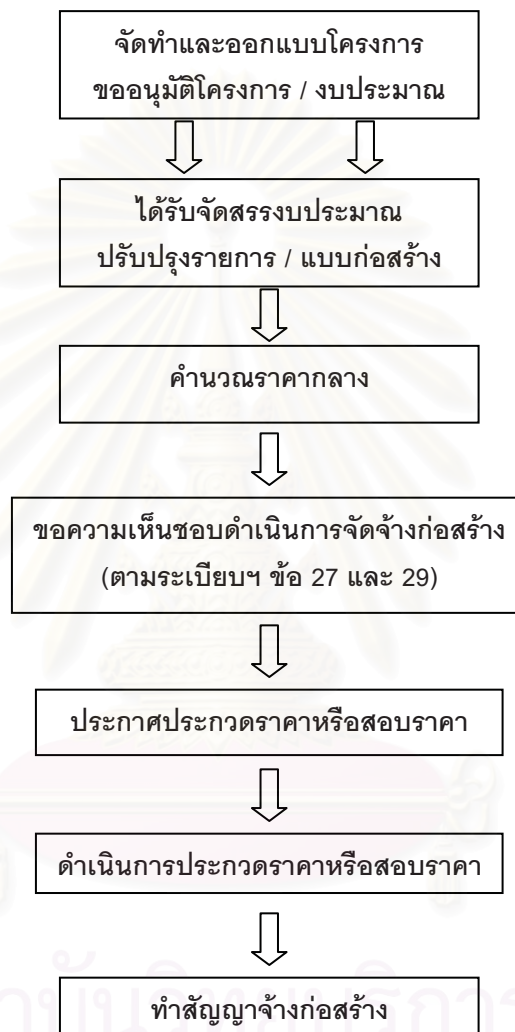 จัดทำและออกแบบโครงการ
ขออนุมัติโครงการ / งบประมาณ
ได้รับจัดสรรงบประมาณ
ปรับปรุงรายการ / แบบก่อสร้าง
คำนวณราคากลาง
ขอความเห็นชอบดำเนินการจัดจ้างก่อสร้าง
(ตามระเบียบฯ ข้อ 27 และ 29)
ประกาศประกวดราคาหรือสอบราคา
ดำเนินการประกวดราคาหรือสอบราคา
ทำสัญญาจ้างก่อสร้าง